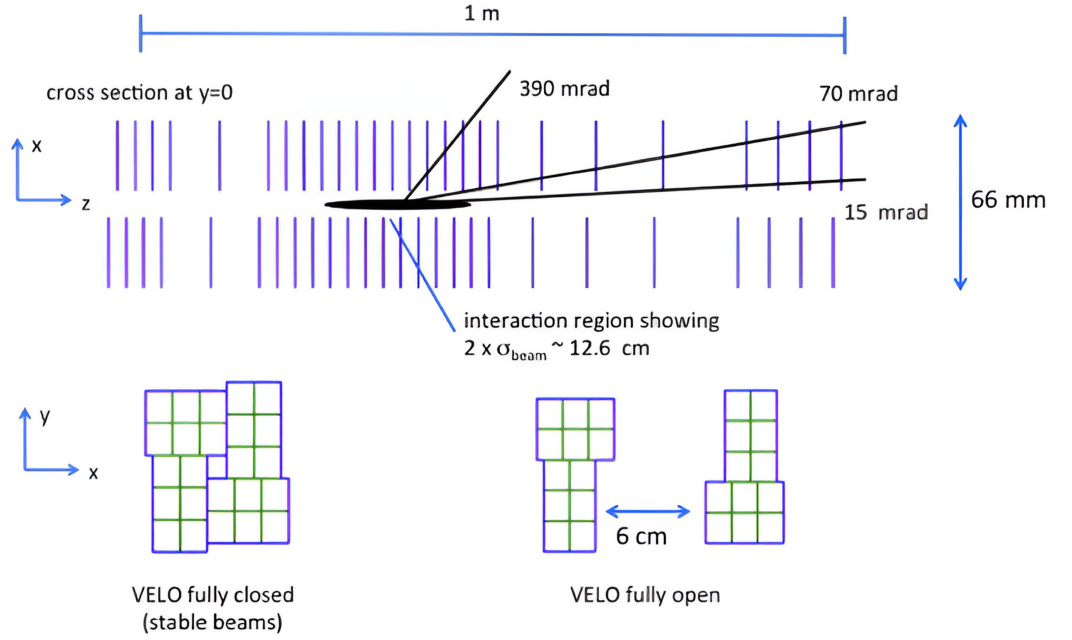 1 m
cross section at y=0
390 mrad
70 mrad
x
z
66 mm
15 mrad
interaction region showing
2 x σbeam ~ 12.6 cm
y
x
6 cm
VELO fully closed
(stable beams)
VELO fully open